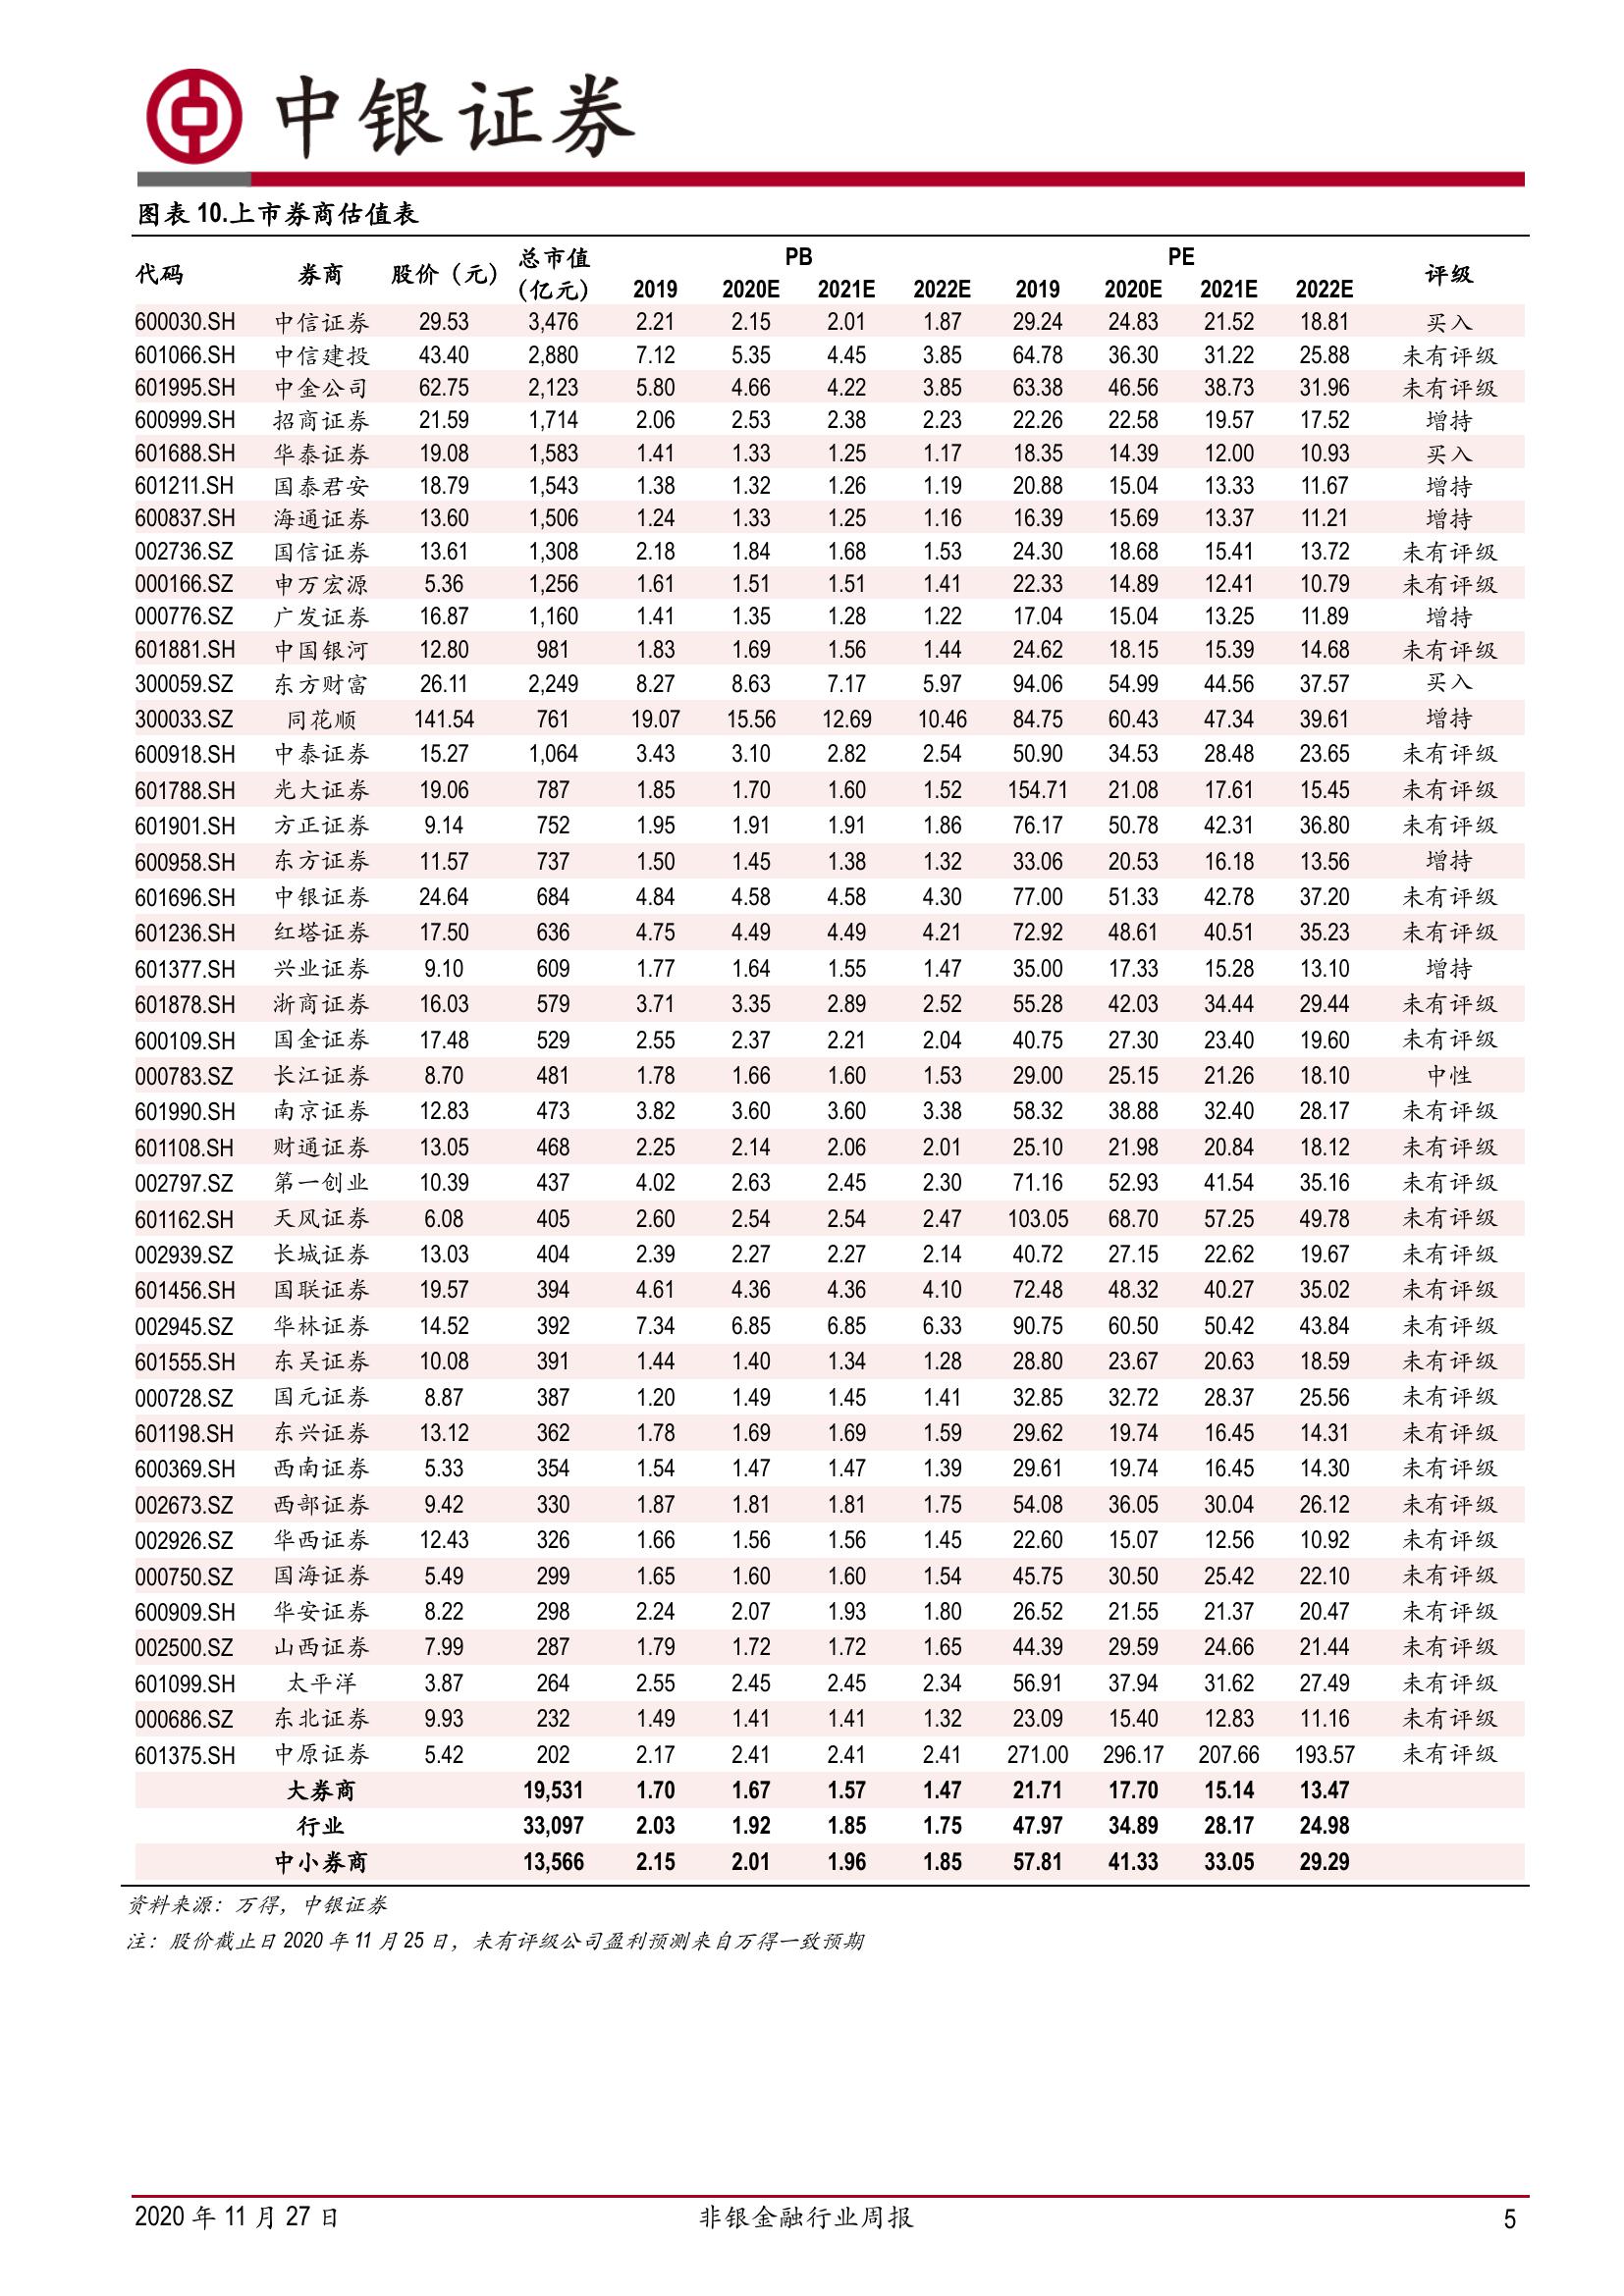 中银证券
图表 10.上市券商估值表
代码 券商 股价（元） 总市值（亿元） PB PE 评级
2019 2020E 2021E 2022E 2019 2020E 2021E 2022E
600030.SH 中信证券 29.53 3,476 2.21 2.15 2.01 1.87 29.24 24.83 21.52 18.81 买入
601066.SH 中信建投 43.40 2,880 7.12 5.35 4.45 3.85 64.78 36.30 31.22 25.88 未有评级
601995.SH 中金公司 62.75 2,123 5.80 4.66 4.22 3.85 63.38 46.56 38.73 31.96 未有评级
600999.SH 招商证券 21.59 1,714 2.06 2.53 2.38 2.23 22.26 22.58 19.57 17.52 增持
601688.SH 华泰证券 19.08 1,583 1.41 1.33 1.25 1.17 18.35 14.39 12.00 10.93 买入
601211.SH 国泰君安 18.79 1,543 1.38 1.32 1.26 1.19 20.88 15.04 13.33 11.67 增持
600837.SH 海通证券 13.60 1,506 1.24 1.33 1.25 1.16 16.39 15.69 13.37 11.21 增持
002736.SZ 国信证券 13.61 1,308 2.18 1.84 1.68 1.53 24.30 18.68 15.41 13.72 未有评级
000166.SZ 申万宏源 5.36 1,256 1.61 1.51 1.51 1.41 22.33 14.89 12.41 10.79 未有评级
000776.SZ 广发证券 16.87 1,160 1.41 1.35 1.28 1.22 17.04 15.04 13.25 11.89 增持
601881.SH 中国银河 12.80 981 1.83 1.69 1.56 1.44 24.62 18.15 15.39 14.68 未有评级
300059.SZ 东方财富 26.11 2,249 8.27 8.63 7.17 5.97 94.06 54.99 44.56 37.57 买入
300033.SZ 同花顺 141.54 761 19.07 15.56 12.69 10.46 84.75 60.43 47.34 39.61 增持
600918.SH 中泰证券 15.27 1,064 3.43 3.10 2.82 2.54 50.90 34.53 28.48 23.65 未有评级
601788.SH 光大证券 19.06 787 1.85 1.70 1.60 1.52 154.71 21.08 17.61 15.45 未有评级
601901.SH 方正证券 9.14 752 1.95 1.91 1.91 1.86 76.17 50.78 42.31 36.80 未有评级
600958.SH 东方证券 11.57 737 1.50 1.45 1.38 1.32 33.06 20.53 16.18 13.56 增持
601696.SH 中银证券 24.64 684 4.84 4.58 4.58 4.30 77.00 51.33 42.78 37.20 未有评级
601236.SH 红塔证券 17.50 636 4.75 4.49 4.49 4.21 72.92 48.61 40.51 35.23 未有评级
601377.SH 兴业证券 9.10 609 1.77 1.64 1.55 1.47 35.00 17.33 15.28 13.10 增持
601878.SH 浙商证券 16.03 579 3.71 3.35 2.89 2.52 55.28 42.03 34.44 29.44 未有评级
600109.SH 国金证券 17.48 529 2.55 2.37 2.21 2.04 40.75 27.30 23.40 19.60 未有评级
000783.SZ 长江证券 8.70 481 1.78 1.66 1.60 1.53 29.00 25.15 21.26 18.10 中性
601990.SH 南京证券 12.83 473 3.82 3.60 3.60 3.38 58.32 38.88 32.40 28.17 未有评级
601108.SH 财通证券 13.05 468 2.25 2.14 2.06 2.01 25.10 21.98 20.84 18.12 未有评级
002797.SZ 第一创业 10.39 437 4.02 2.63 2.45 2.30 71.16 52.93 41.54 35.16 未有评级
601162.SH 天风证券 6.08 405 2.60 2.54 2.54 2.47 103.05 68.70 57.25 49.78 未有评级
002939.SZ 长城证券 13.03 404 2.39 2.27 2.27 2.14 40.72 27.15 22.62 19.67 未有评级
601456.SH 国联证券 19.57 394 4.61 4.36 4.36 4.10 72.48 48.32 40.27 35.02 未有评级
002945.SZ 华林证券 14.52 392 7.34 6.85 6.85 6.33 90.75 60.50 50.42 43.84 未有评级
601555.SH 东吴证券 10.08 391 1.44 1.40 1.34 1.28 28.80 23.67 20.63 18.59 未有评级
000728.SZ 国元证券 8.87 387 1.20 1.49 1.45 1.41 32.85 32.72 28.37 25.56 未有评级
601198.SH 东兴证券 13.12 362 1.78 1.69 1.69 1.59 29.62 19.74 16.45 14.31 未有评级
600369.SH 西南证券 5.33 354 1.54 1.47 1.47 1.39 29.61 19.74 16.45 14.30 未有评级
002673.SZ 西部证券 9.42 330 1.87 1.81 1.81 1.75 54.08 36.05 30.04 26.12 未有评级
002926.SZ 华西证券 12.43 326 1.66 1.56 1.56 1.45 22.60 15.07 12.56 10.92 未有评级
000750.SZ 国海证券 5.49 299 1.65 1.60 1.60 1.54 45.75 30.50 25.42 22.10 未有评级
600909.SH 华安证券 8.22 298 2.24 2.07 1.93 1.80 26.52 21.55 21.37 20.47 未有评级
002500.SZ 山西证券 7.99 287 1.79 1.72 1.72 1.65 44.39 29.59 24.66 21.44 未有评级
601099.SH 太平洋 3.87 264 2.55 2.45 2.45 2.34 56.91 37.94 31.62 27.49 未有评级
000686.SZ 东北证券 9.93 232 1.49 1.41 1.41 1.32 23.09 15.40 12.83 11.16 未有评级
601375.SH 中原证券 5.42 202 2.17 2.41 2.41 2.41 271.00 296.17 207.66 193.57 未有评级
大券商 19,531 1.70 1.67 1.57 1.47 21.71 17.70 15.14 13.47
行业 33,097 2.03 1.92 1.85 1.75 47.97 34.89 28.17 24.98
中小券商 13,566 2.15 2.01 1.96 1.85 57.81 41.33 33.05 29.29
资料来源：万得，中银证券
注：股价截止日 2020 年 11 月 25 日，未有评级公司盈利预测来自万得一致预期
2020 年 11 月 27 日 非银金融行业周报 5